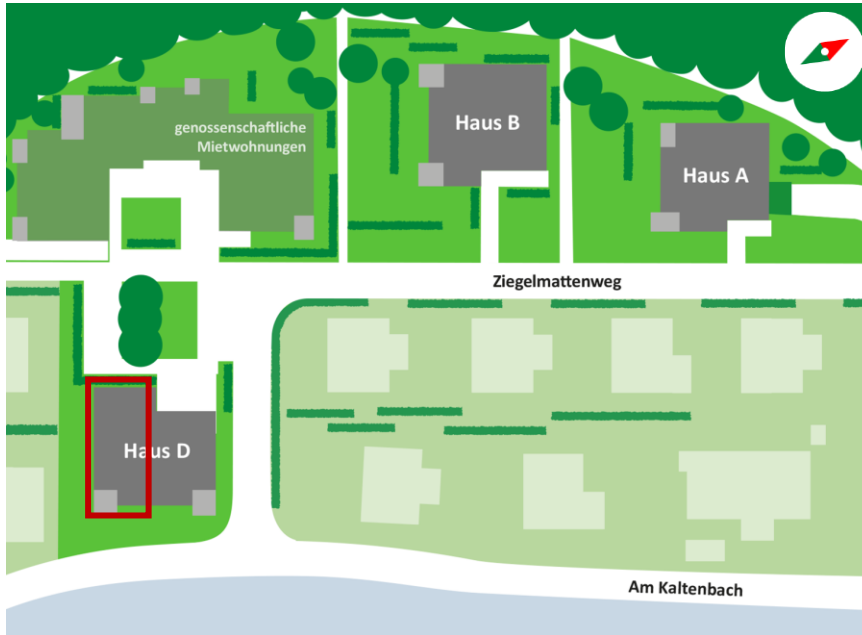 genossenschaftliche
Mietwohnungen
Haus B
Haus A
Ziegelmattenweg
Haus D
Am Kaltenbach